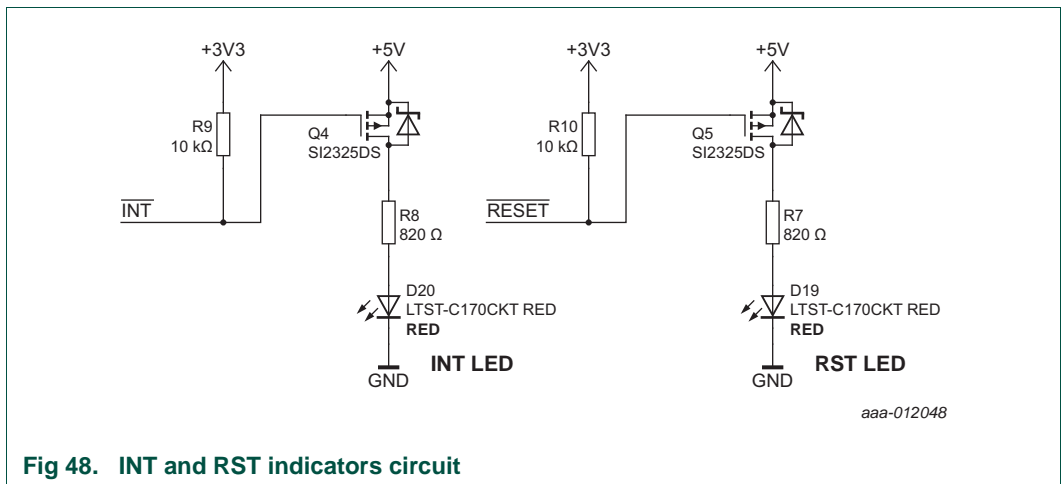 +3V3
+5V
R9
10 kΩ
Q4
SI2325DS
INT
R8
820 Ω
D20
LTST-C170CKT RED
RED
INT LED
GND
+3V3
+5V
R10
10 kΩ
Q5
SI2325DS
RESET
R7
820 Ω
D19
LTST-C170CKT RED
RED
RST LED
GND
aaa-012048
Fig 48. INT and RST indicators circuit